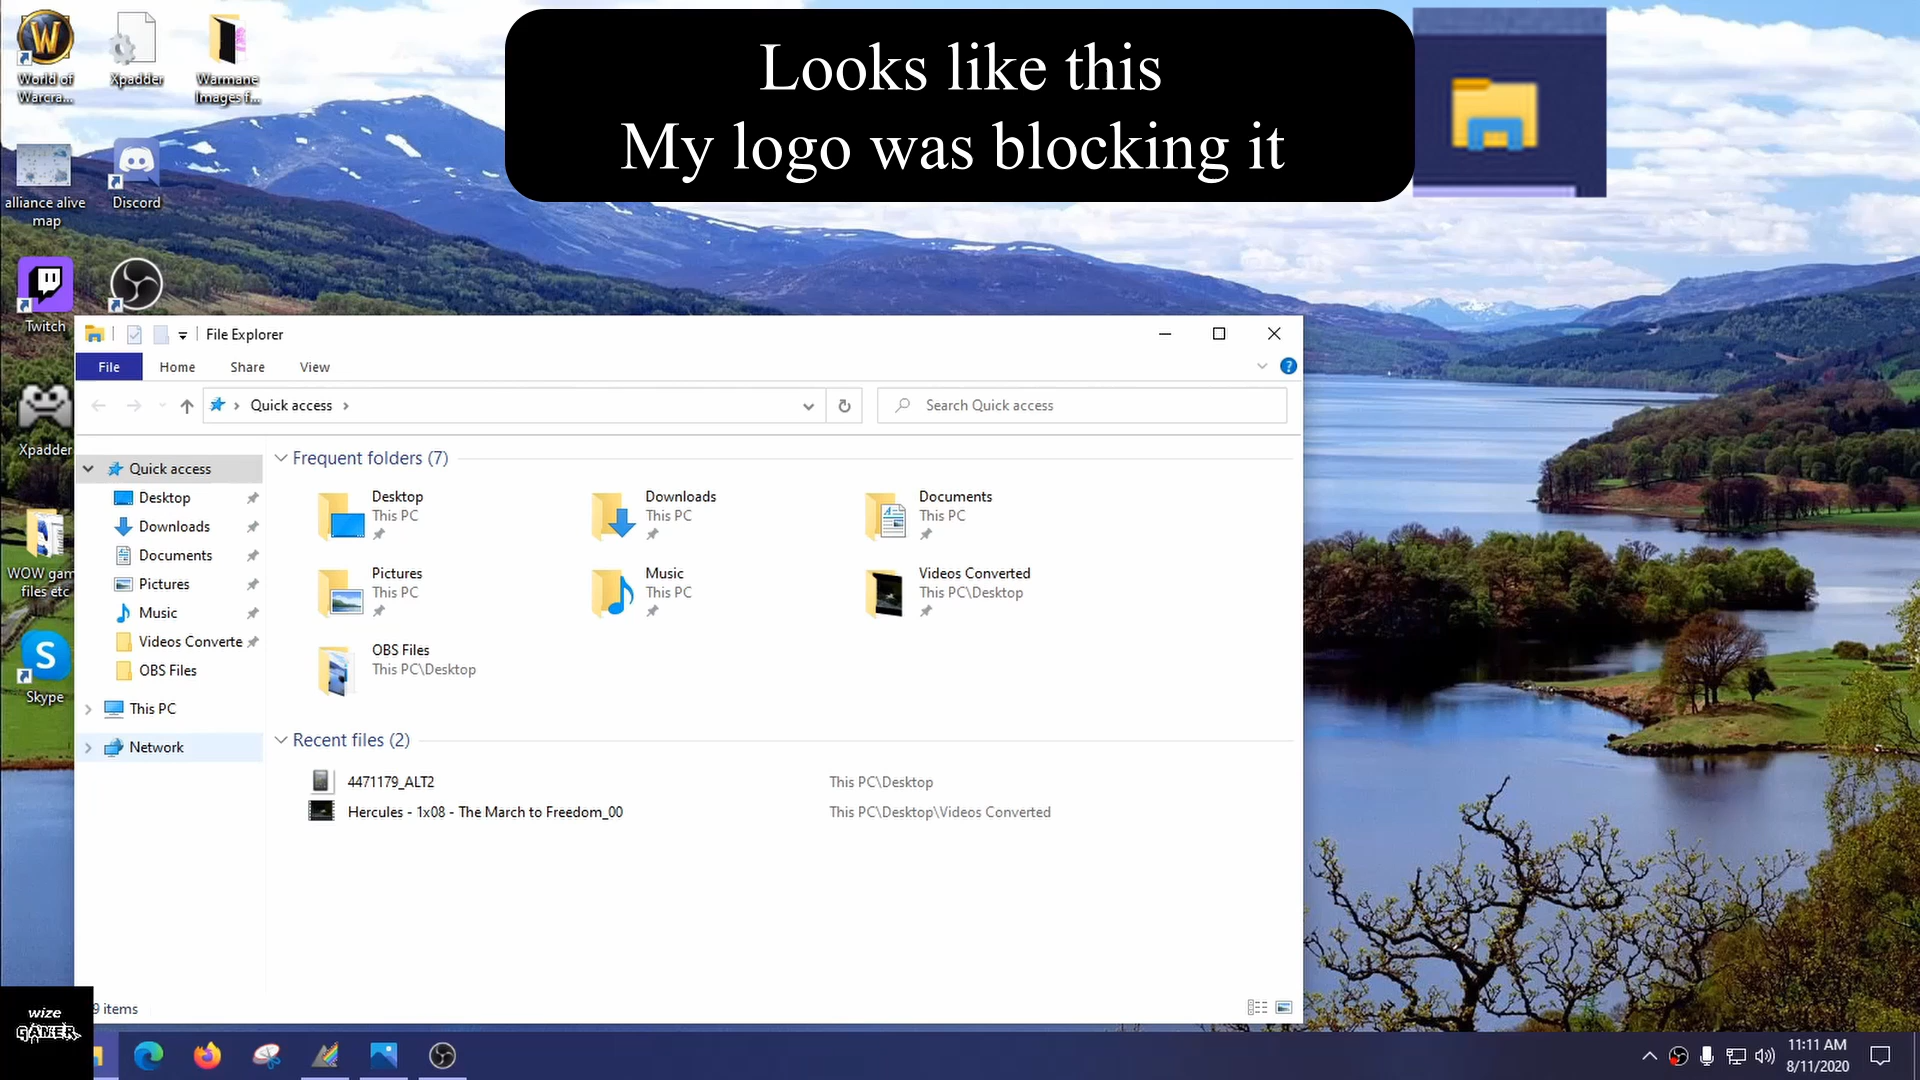 Looks like this
My logo was blocking it
World of
Warcra...
Xpadder
Warmane
Images f...
alliance alive
map
Discord
Twitch
Xpadder
WOW gam
files etc
Skype
File Explorer
File
Home
Share
View
Quick access
Search Quick access
Quick access
Desktop
Downloads
Documents
Pictures
Music
Videos Converte
OBS Files
This PC
Network
Frequent folders (7)
Desktop
This PC
Downloads
This PC
Documents
This PC
Pictures
This PC
Music
This PC
Videos Converted
This PC\Desktop
OBS Files
This PC\Desktop
Recent files (2)
4471179_ALT2
This PC\Desktop
Hercules - 1x08 - The March to Freedom_00
This PC\Desktop\Videos Converted
9 items
wize
GAMER
11:11 AM
8/11/2020